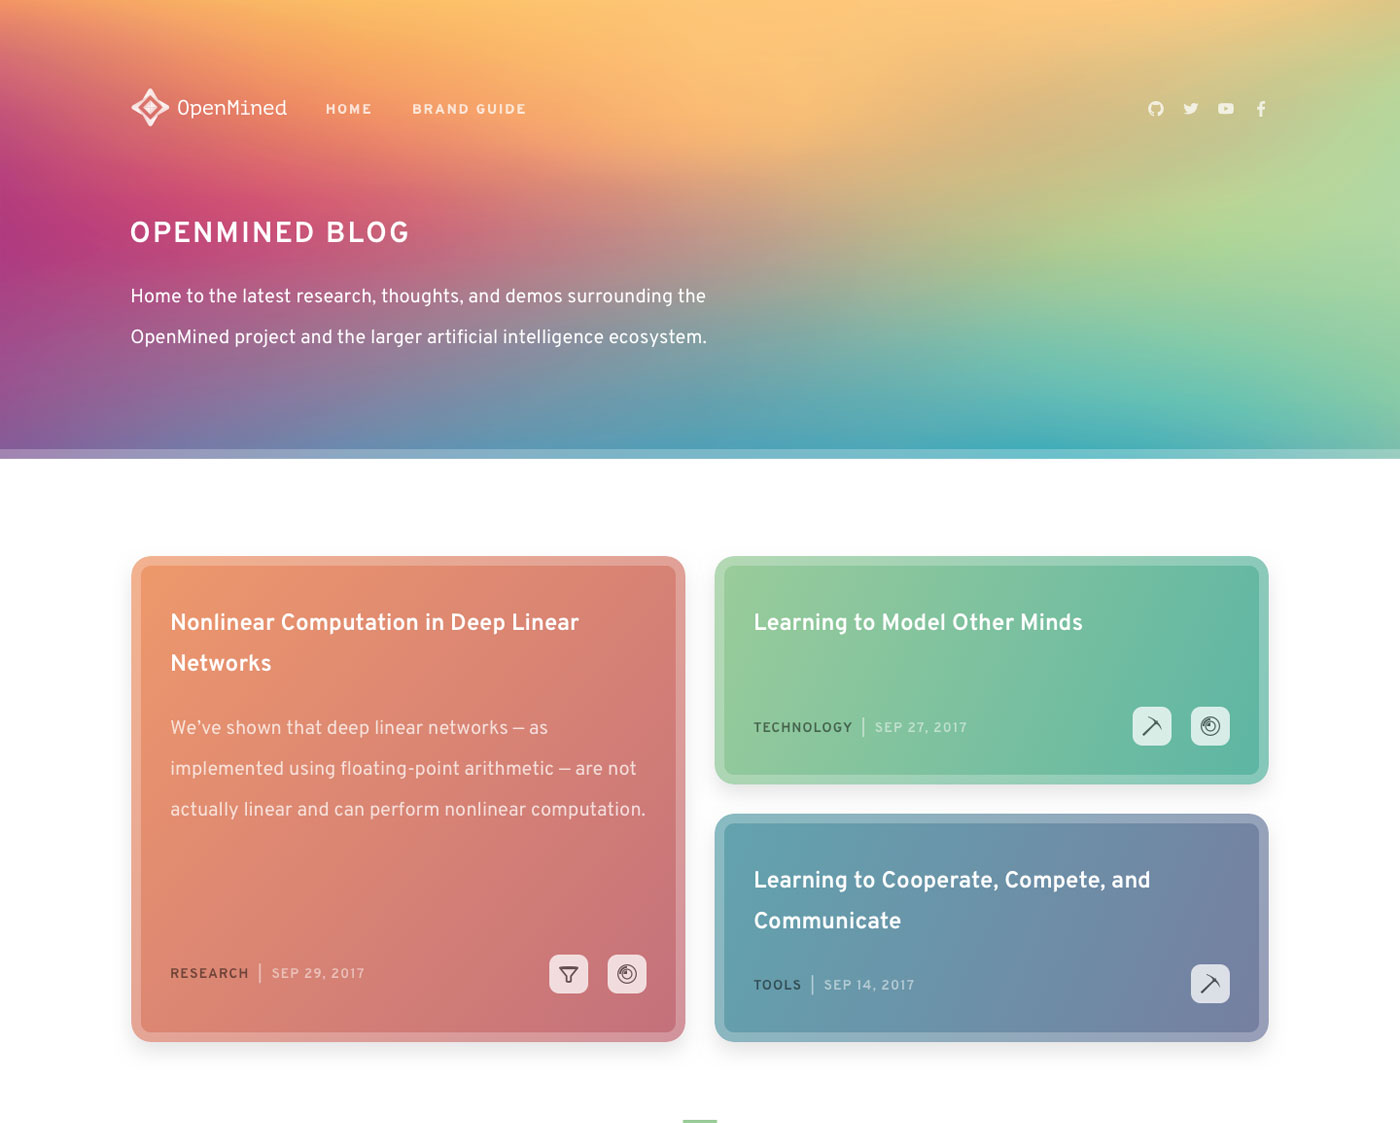 OpenMined
HOME
BRAND GUIDE
OPENMINED BLOG
Home to the latest research, thoughts, and demos surrounding the
OpenMined project and the larger artificial intelligence ecosystem.
Nonlinear Computation in Deep Linear
Networks
We’ve shown that deep linear networks — as
implemented using floating-point arithmetic — are not
actually linear and can perform nonlinear computation.
RESEARCH | SEP 29, 2017
Learning to Model Other Minds
TECHNOLOGY | SEP 27, 2017
Learning to Cooperate, Compete, and
Communicate
TOOLS | SEP 14, 2017